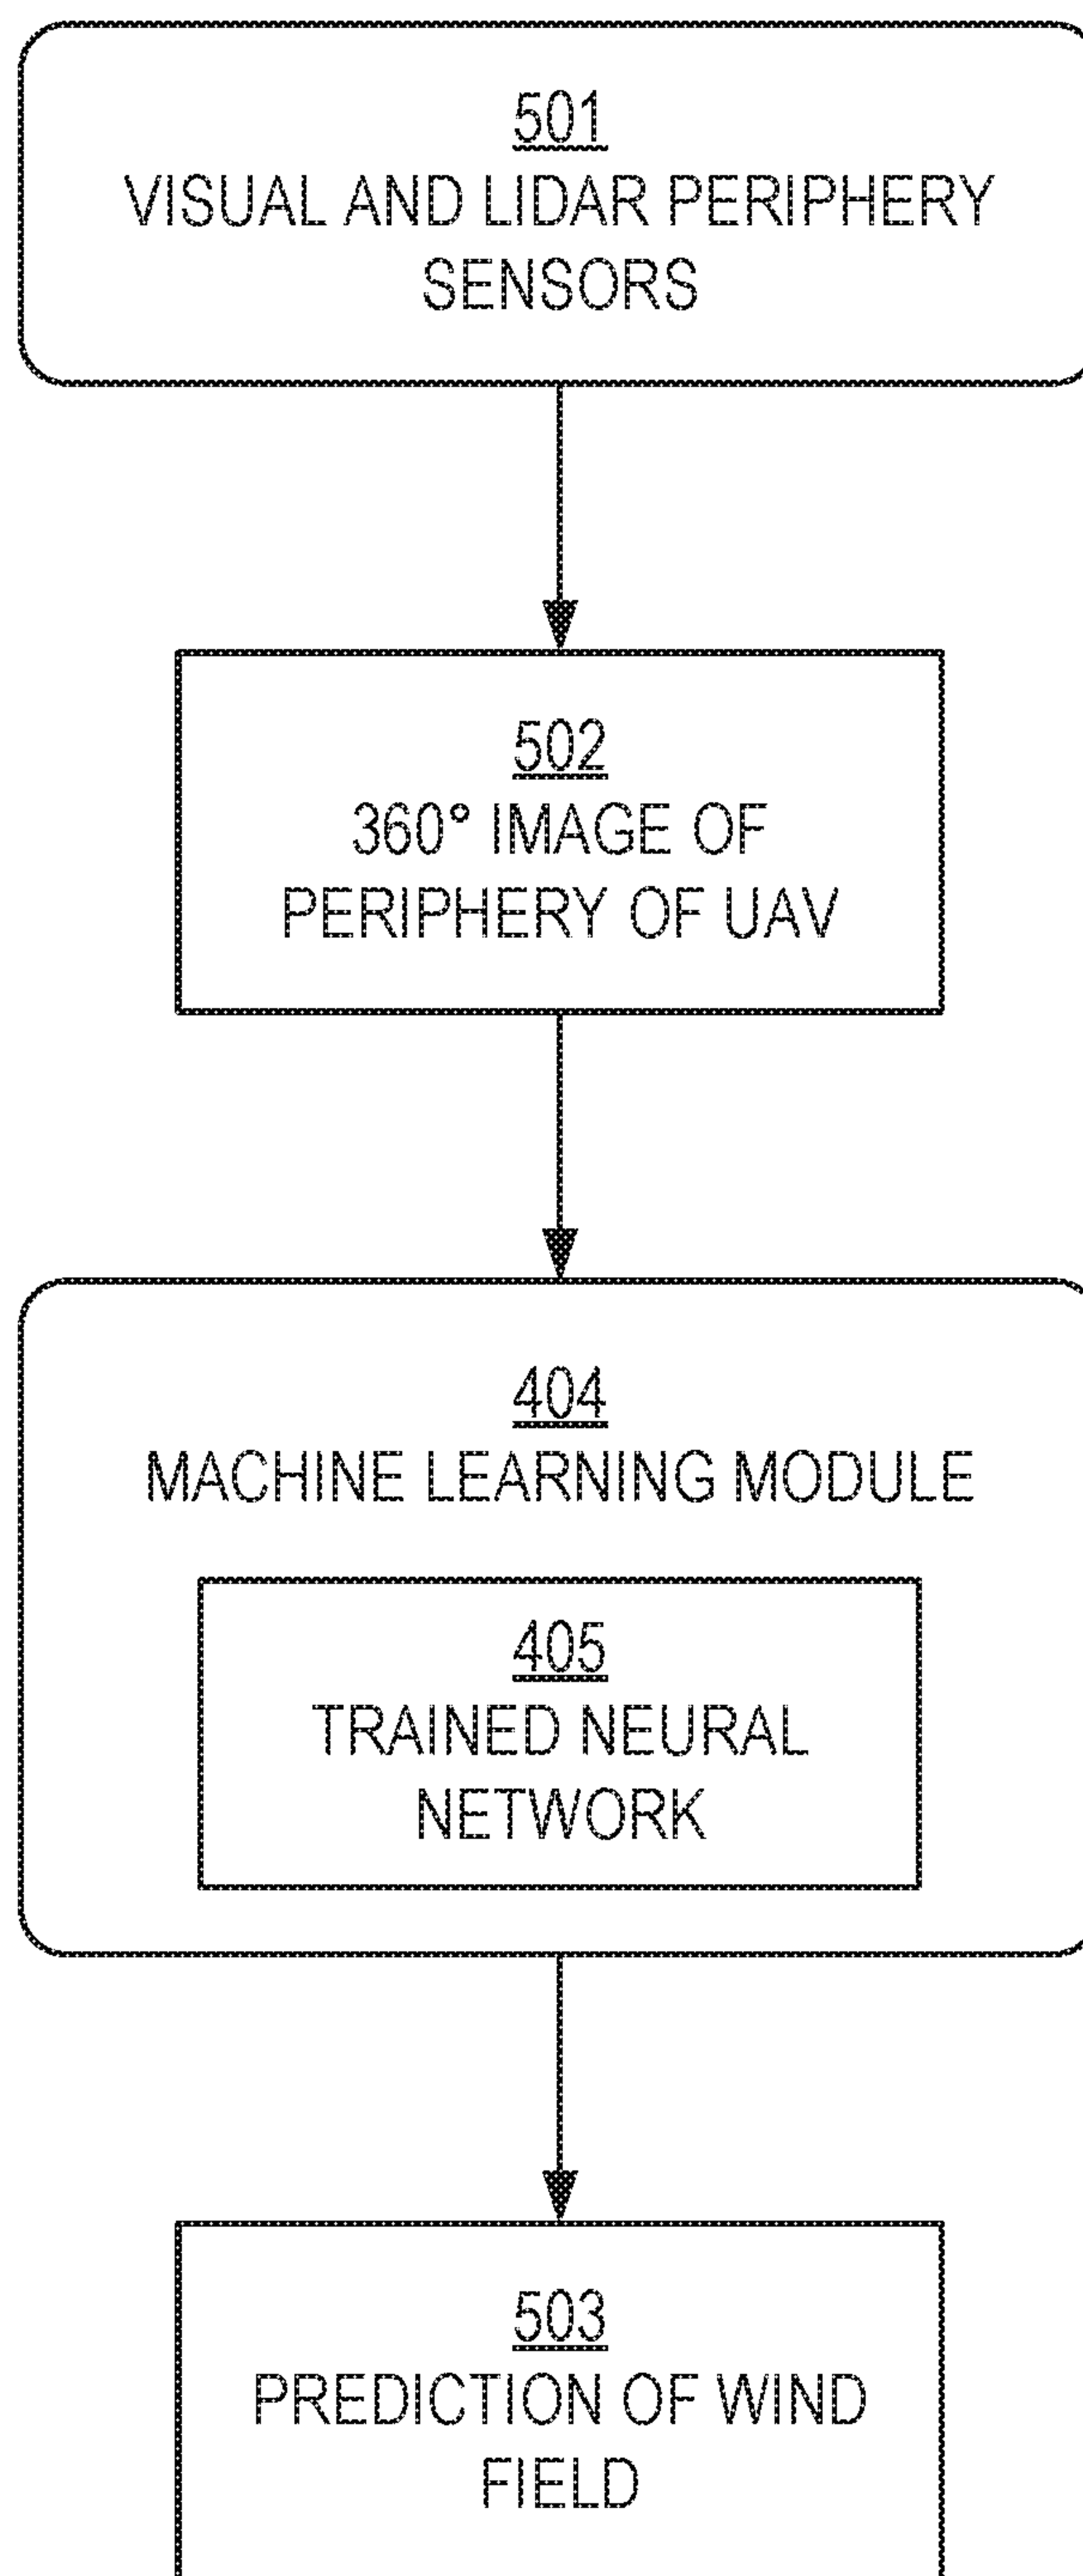 501
VISUAL AND LIDAR PERIPHERY
SENSORS
502
360° IMAGE OF
PERIPHERY OF UAV
404
MACHINE LEARNING MODULE
405
TRAINED NEURAL
NETWORK
503
PREDICTION OF WIND
FIELD